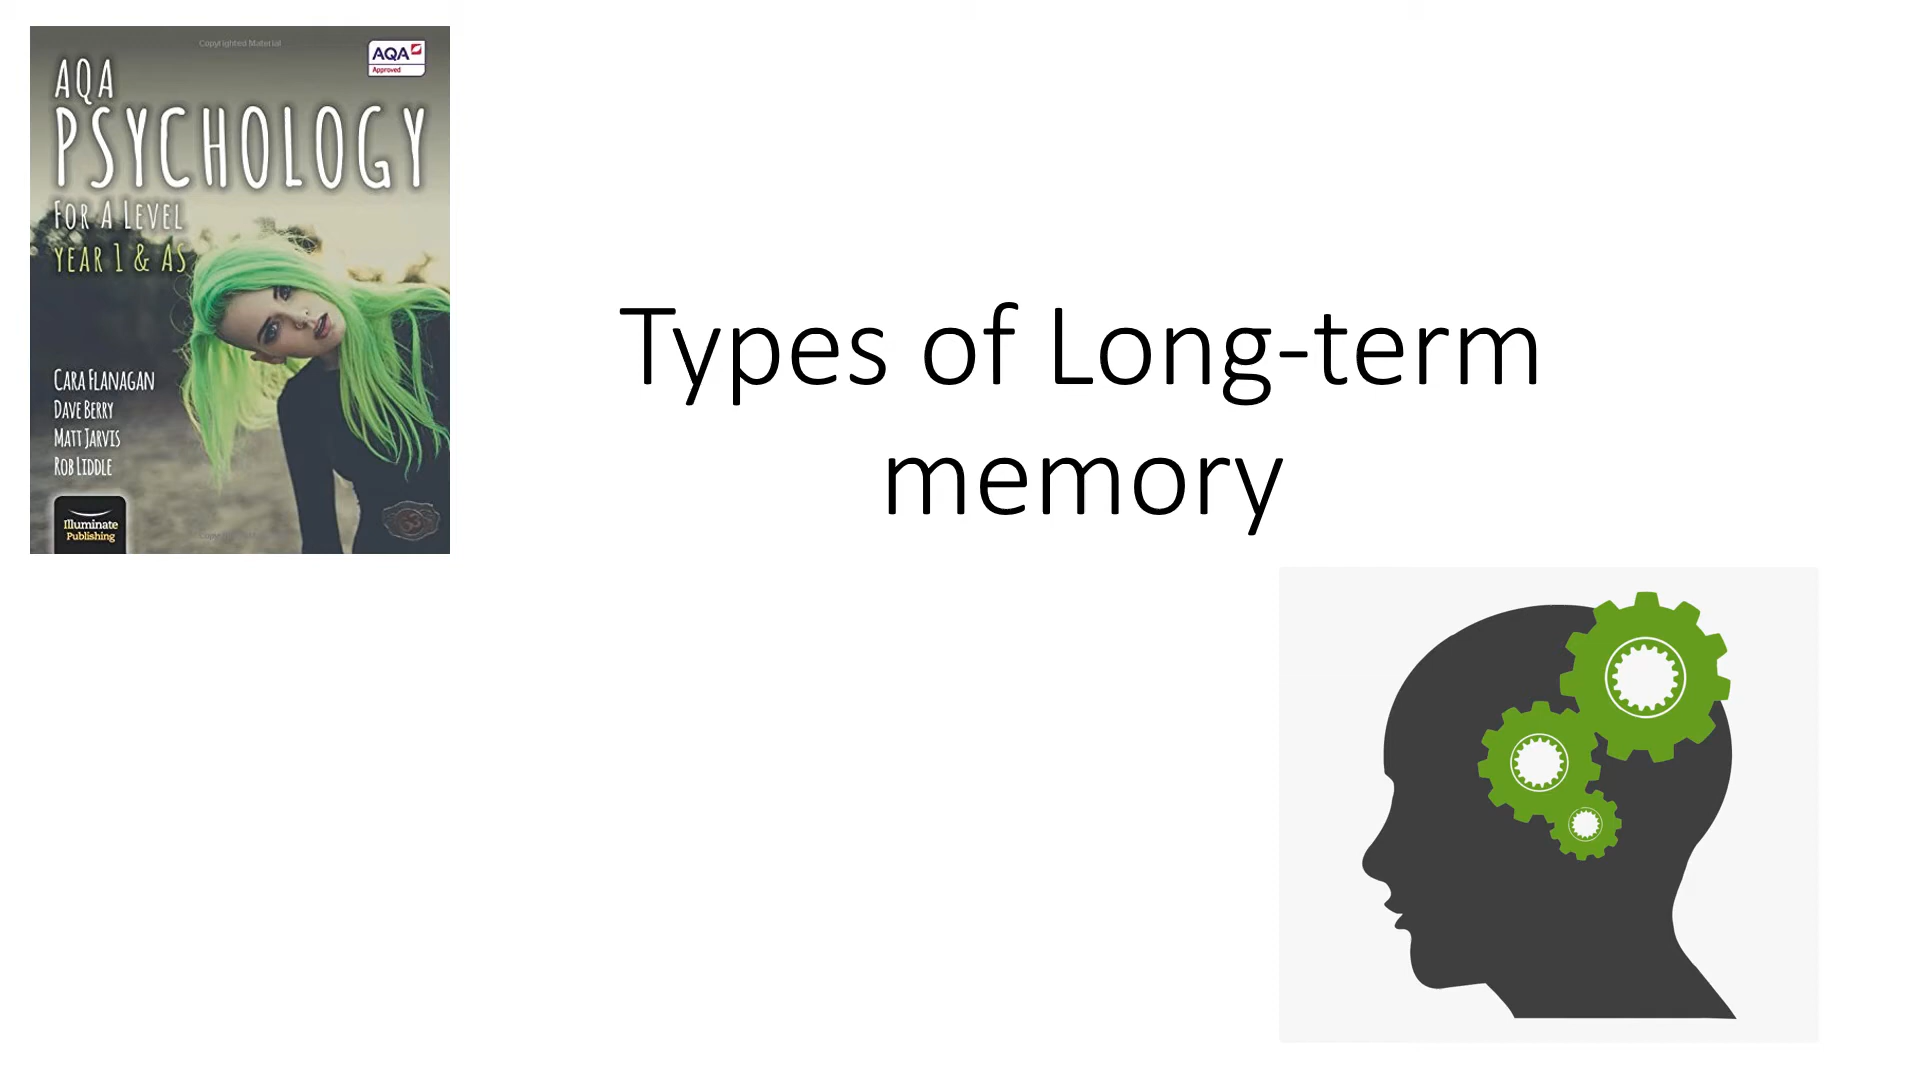 Copyrighted Material
AQA
Approved
AQA
PSYCHOLOGY
FOR A LEVEL
YEAR 1 & AS
CARA FLANAGAN
DAVE BERRY
MATT JARVIS
ROB LIDDLE
Illuminate
Publishing
Types of Long-term
memory